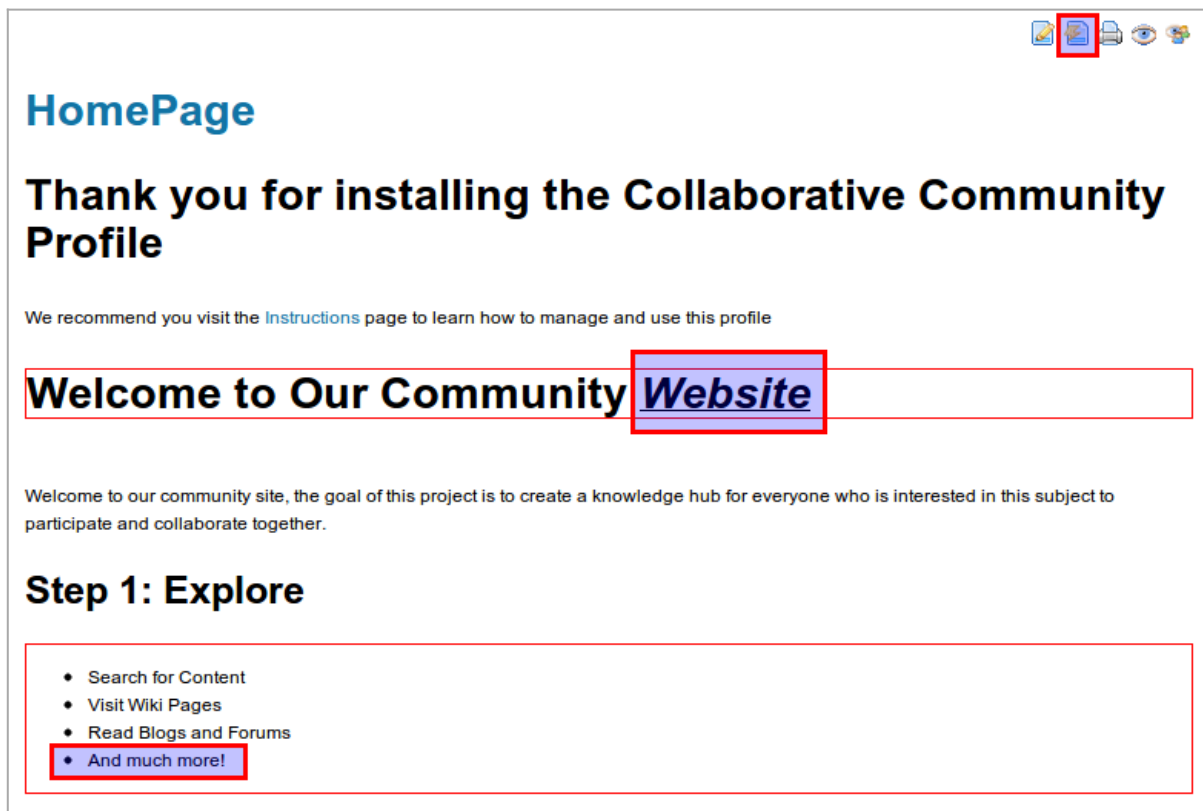 HomePage
Thank you for installing the Collaborative Community
Profile
We recommend you visit the Instructions page to learn how to manage and use this profile
Welcome to Our Community Website
Welcome to our community site, the goal of this project is to create a knowledge hub for everyone who is interested in this subject to
participate and collaborate together.
Step 1: Explore
• Search for Content
• Visit Wiki Pages
• Read Blogs and Forums
• And much more!